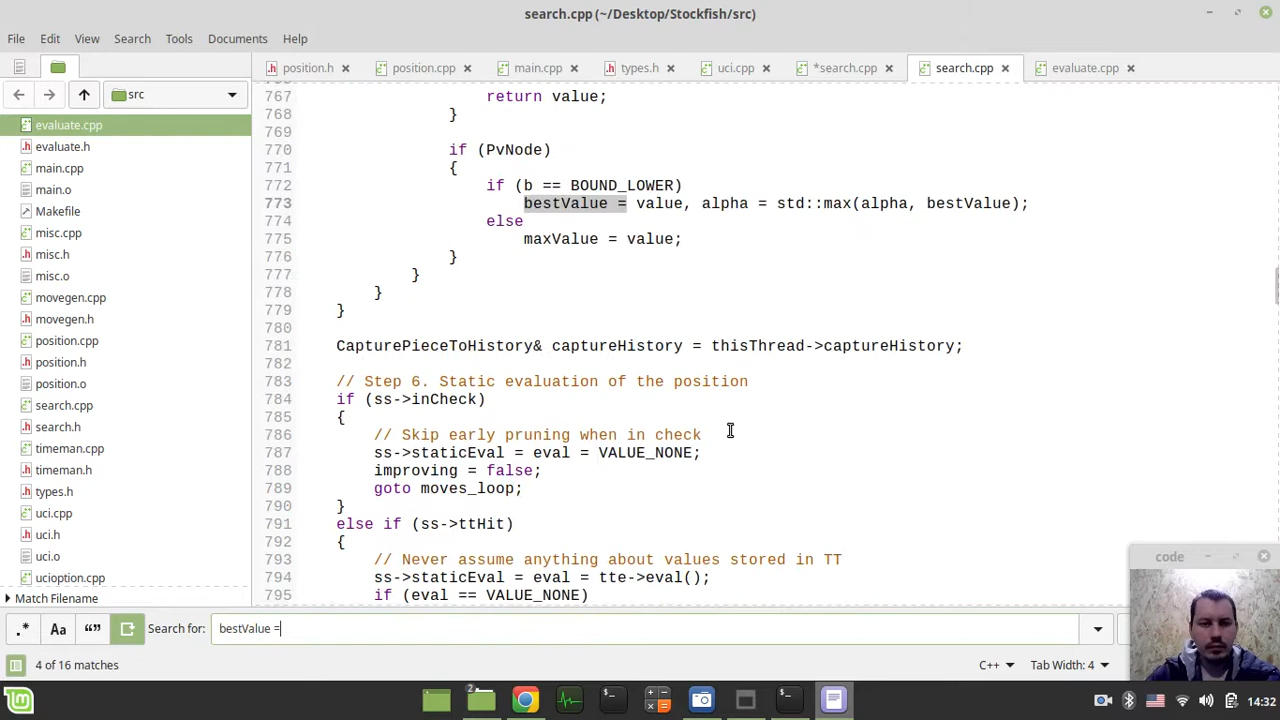 search.cpp (~/Desktop/Stockfish/src)
File Edit View Search Tools Documents Help
position.h position.cpp main.cpp types.h uci.cpp *search.cpp search.cpp evaluate.cpp
src
evaluate.cpp
evaluate.h
main.cpp
main.o
Makefile
misc.cpp
misc.h
misc.o
movegen.cpp
movegen.h
position.cpp
position.h
position.o
search.cpp
search.h
timeman.cpp
timeman.h
types.h
uci.cpp
uci.h
uci.o
ucioption.cpp
Match Filename
767 return value;
768 }
769
770 if (PvNode)
771 {
772 if (b == BOUND_LOWER)
773 bestValue = value, alpha = std::max(alpha, bestValue);
774 else
775 maxValue = value;
776 }
777 }
778 }
779 }
780
781 CapturePieceToHistory& captureHistory = thisThread->captureHistory;
782
783 // Step 6. Static evaluation of the position
784 if (ss->inCheck)
785 {
786 // Skip early pruning when in check
787 ss->staticEval = eval = VALUE_NONE;
788 improving = false;
789 goto moves_loop;
790 }
791 else if (ss->ttHit)
792 {
793 // Never assume anything about values stored in TT
794 ss->staticEval = eval = tte->eval();
795 if (eval == VALUE_NONE)
code
.* Aa “” Search for: bestValue =
4 of 16 matches C++ Tab Width: 4
2
14:32